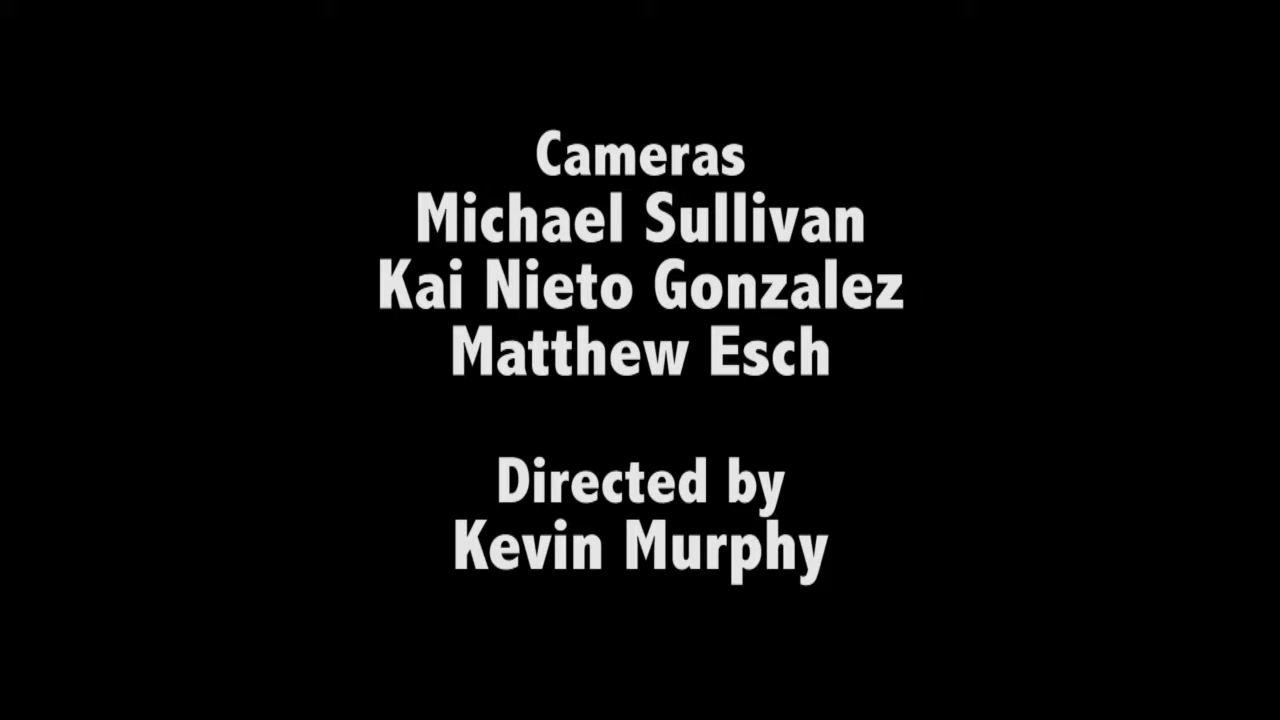 Cameras
Michael Sullivan
Kai Nieto Gonzalez
Matthew Esch
Directed by
Kevin Murphy